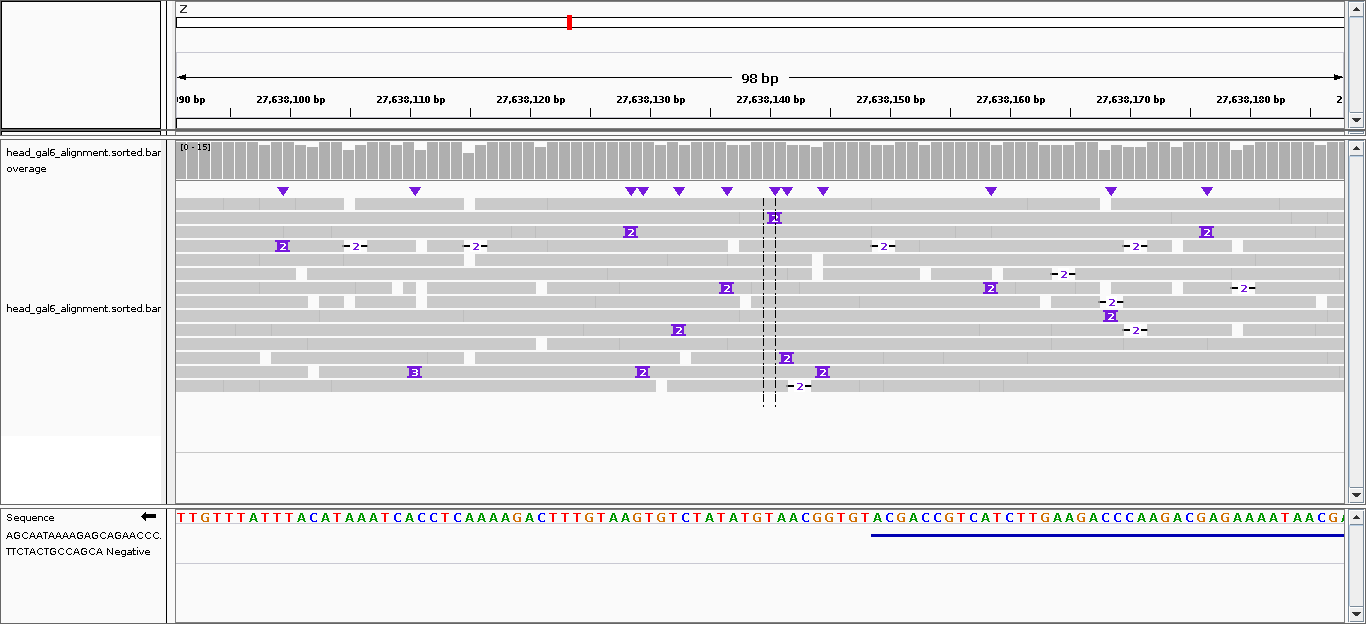 Z
98 bp
90 bp 27,638,100 bp 27,638,110 bp 27,638,120 bp 27,638,130 bp 27,638,140 bp 27,638,150 bp 27,638,160 bp 27,638,170 bp 27,638,180 bp 2
head_gal6_alignment.sorted.bar
overage
[0 - 15]
2
2 2
2 2 2 2 2
2
2 2 2
head_gal6_alignment.sorted.bar
2
2
2 2
2
3 2 2
2
Sequence
TTGTTTATTTACATAAATCACCTCAAAAGACTTTGTAAGTGTCTATATGTAACGGTGTACGACCGTCATCTTGAAGACCCAAGACGAGAAAATAACGA
AGCAATAAAAGAGCAGAACCC.
TTCTACTGCCAGCA Negative